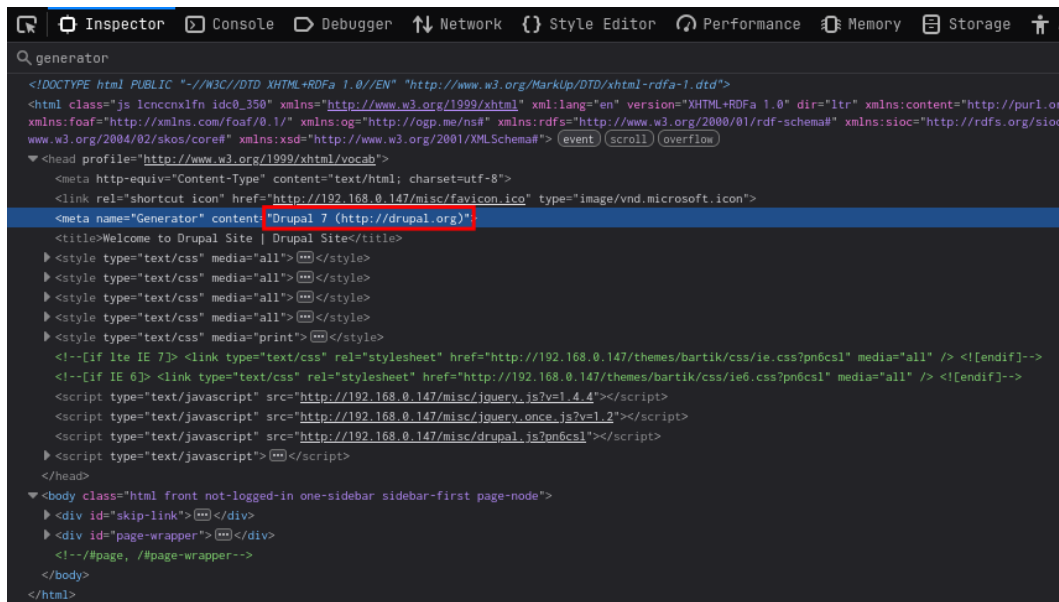 Inspector Console Debugger Network {} Style Editor Performance Memory Storage
generator
<!DOCTYPE html PUBLIC "-//W3C//DTD XHTML+RDFa 1.0//EN" "http://www.w3.org/MarkUp/DTD/xhtml-rdfa-1.dtd">
<html class="js lcnccnxlfn idc0_350" xmlns="http://www.w3.org/1999/xhtml" xml:lang="en" version="XHTML+RDFa 1.0" dir="ltr" xmlns:content="http://purl.o
xmlns:foaf="http://xmlns.com/foaf/0.1/" xmlns:og="http://ogp.me/ns#" xmlns:rdfs="http://www.w3.org/2000/01/rdf-schema#" xmlns:sioc="http://rdfs.org/sioc
www.w3.org/2004/02/skos/core#" xmlns:xsd="http://www.w3.org/2001/XMLSchema#"> event scroll overflow
<head profile="http://www.w3.org/1999/xhtml/vocab">
<meta http-equiv="Content-Type" content="text/html; charset=utf-8">
<link rel="shortcut icon" href="http://192.168.0.147/misc/favicon.ico" type="image/vnd.microsoft.icon">
<meta name="Generator" content="Drupal 7 (http://drupal.org)">
<title>Welcome to Drupal Site | Drupal Site</title>
<style type="text/css" media="all"></style>
<style type="text/css" media="all"></style>
<style type="text/css" media="all"></style>
<style type="text/css" media="all"></style>
<style type="text/css" media="print"></style>
<!--[if lte IE 7]> <link type="text/css" rel="stylesheet" href="http://192.168.0.147/themes/bartik/css/ie.css?pn6csl" media="all" /> <![endif]-->
<!--[if IE 6]> <link type="text/css" rel="stylesheet" href="http://192.168.0.147/themes/bartik/css/ie6.css?pn6csl" media="all" /> <![endif]-->
<script type="text/javascript" src="http://192.168.0.147/misc/jquery.js?v=1.4.4"></script>
<script type="text/javascript" src="http://192.168.0.147/misc/jquery.once.js?v=1.2"></script>
<script type="text/javascript" src="http://192.168.0.147/misc/drupal.js?pn6csl"></script>
<script type="text/javascript"></script>
</head>
<body class="html front not-logged-in one-sidebar sidebar-first page-node">
<div id="skip-link"></div>
<div id="page-wrapper"></div>
<!--/#page, /#page-wrapper-->
</body>
</html>